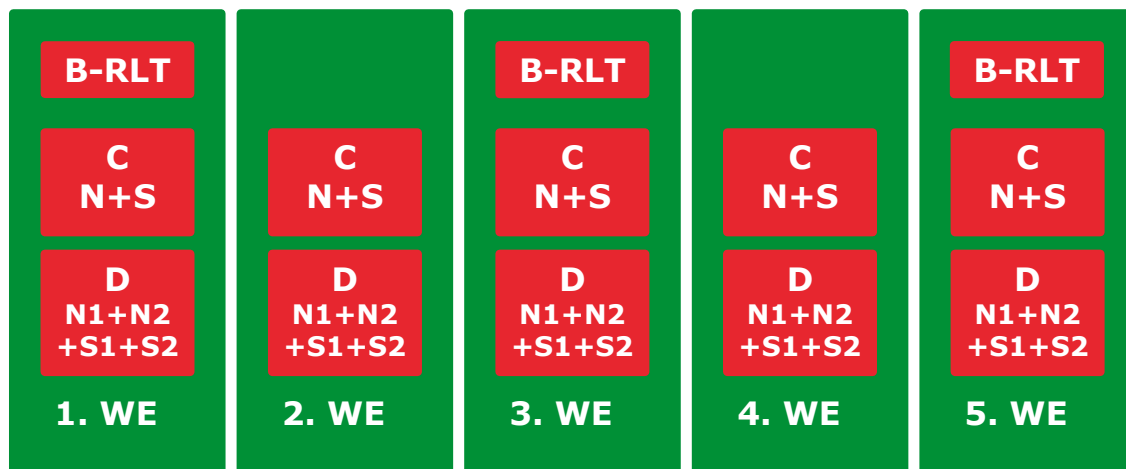 B-RLT
C
N+S
D
N1+N2
+S1+S2
1. WE
C
N+S
D
N1+N2
+S1+S2
2. WE
B-RLT
C
N+S
D
N1+N2
+S1+S2
3. WE
C
N+S
D
N1+N2
+S1+S2
4. WE
B-RLT
C
N+S
D
N1+N2
+S1+S2
5. WE